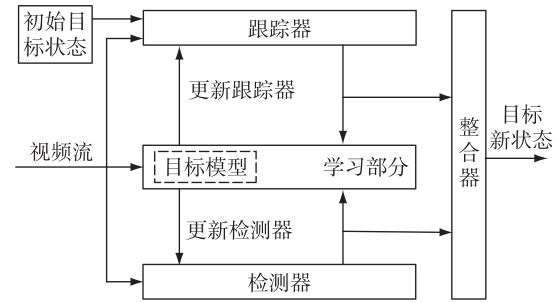 初始目
标状态
跟踪器
更新跟踪器
视频流
目标模型
学习部分
整
合
器
目标
新状态
更新检测器
检测器